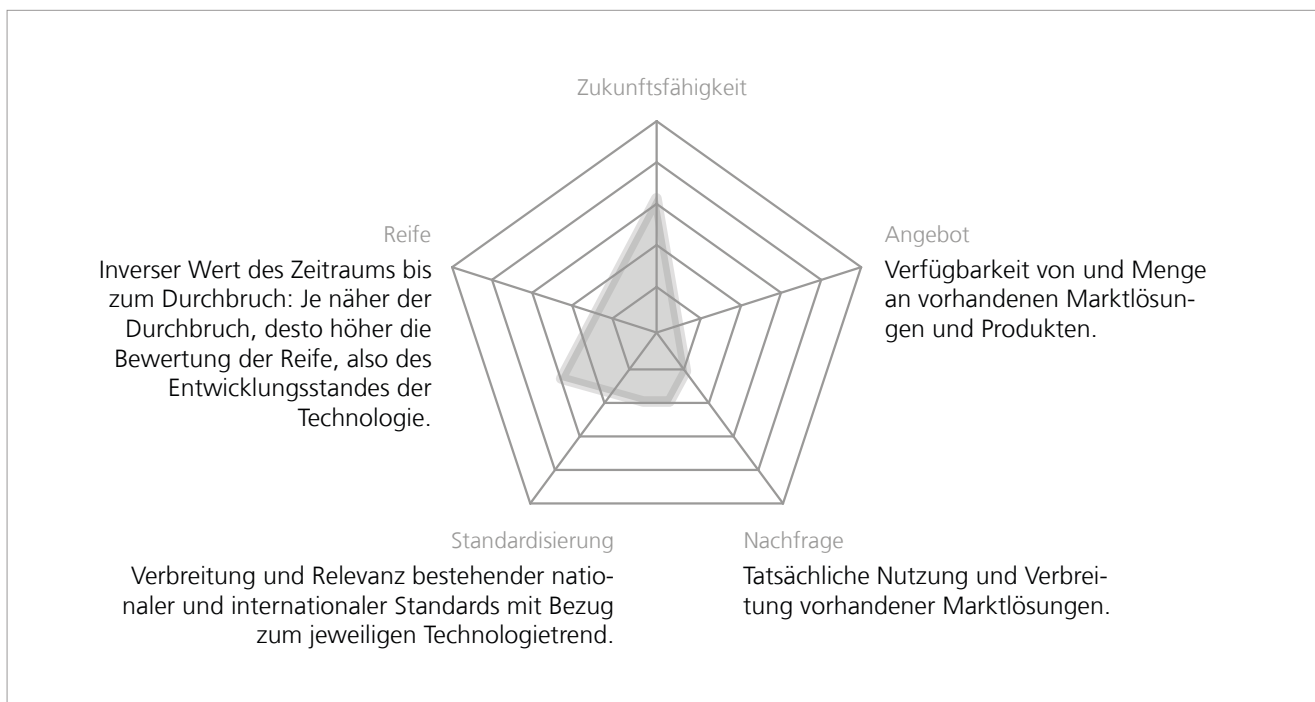 Zukunftsfähigkeit
Reife
Inverser Wert des Zeitraums bis
zum Durchbruch: Je näher der
Durchbruch, desto höher die
Bewertung der Reife, also des
Entwicklungsstandes der
Technologie.
Angebot
Verfügbarkeit von und Menge
an vorhandenen Marktlösun-
gen und Produkten.
Standardisierung
Verbreitung und Relevanz bestehender natio-
naler und internationaler Standards mit Bezug
zum jeweiligen Technologietrend.
Nachfrage
Tatsächliche Nutzung und Verbrei-
tung vorhandener Marktlösungen.